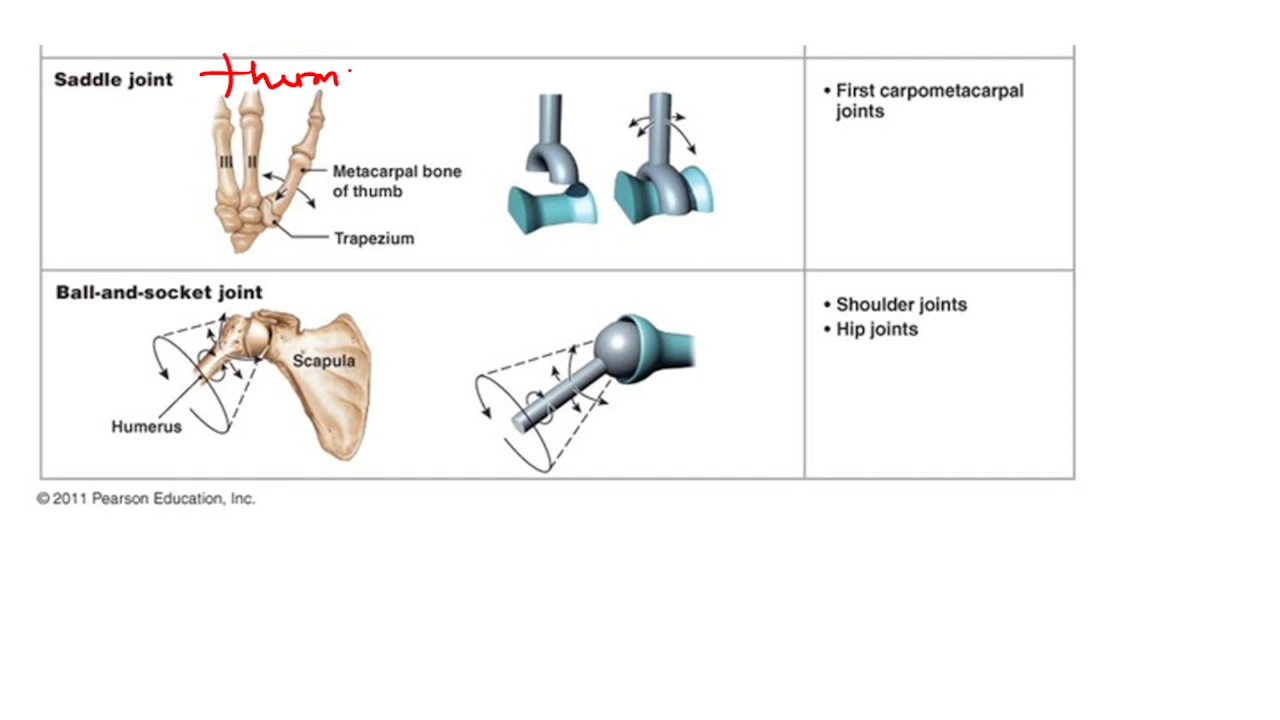 Saddle joint
thum
• First carpometacarpal
joints
III II
Metacarpal bone
of thumb
Trapezium
Ball-and-socket joint
• Shoulder joints
• Hip joints
Scapula
Humerus
© 2011 Pearson Education, Inc.